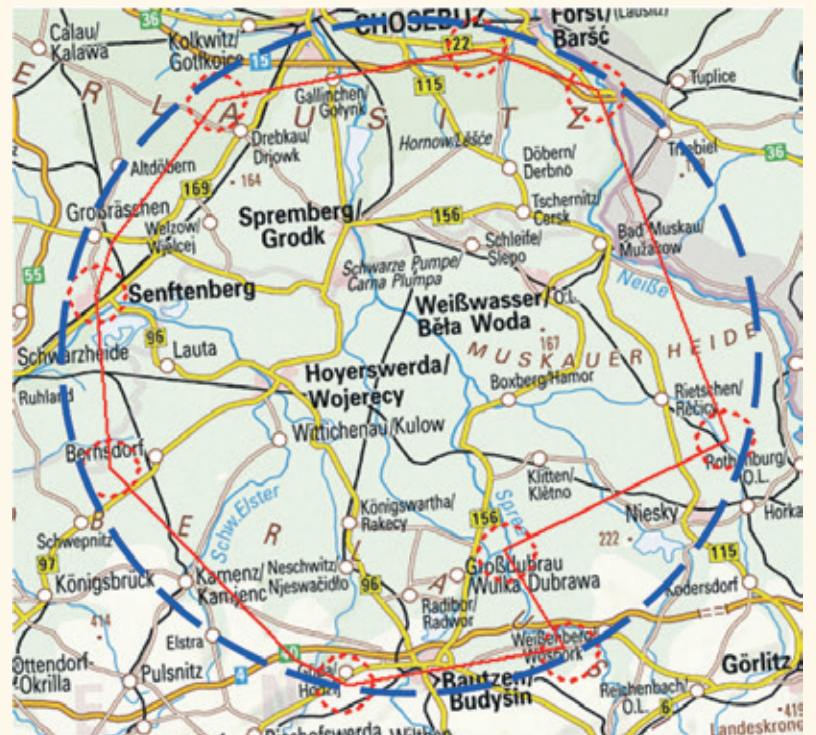 36
CHOSEBUZ
Forst/(Lausitz)
Baršć
Calau/
Kalawa
Kolkwitz/
Gołkojce
15
122
115
Tuplice
Gallinchen/
Gołynk
E R L A U S I T Z
Drebkau/
Drjowk
Hornow/Lěšće
Döbern/
Derbno
Trzebiel
36
Altdöbern
169
164
Großräschen
Welzow/
Wjelcej
Spremberg/
Grodk
156
Tschernitz/
Cersk
Schleife/
Slepo
Bad Muskau/
Mužakow
55
Schwarze Pumpe/
Carna Plumpa
Neiße
Senftenberg
Weißwasser/O.L.
Běła Woda
96
167
MUSKAUER HEIDE
Schwarzheide
Lauta
Ruhland
Hoyerswerda/
Wojerecy
Boxberg/Hamor
Rietschen/
Rěčicy
Wittichenau/Kulow
Bernsdorf
Rothenburg/
O.L.
Klitten/
Klětno
Schw.Elster
Spree
Königswartha/
Rakecy
156
Niesky
Horka
B E R L A U S
Schwepnitz
222
97
115
Königsbrück
Kamenz/
Kamjenc
Neschwitz/
Njeswačidło
96
Großdubrau
Wulka Dubrawa
Kodersdorf
Radibor/
Radwor
414
Elstra
Weißenberg/
Wóspork
Ottendorf-
Okrilla
Pulsnitz
4
Bautzen/
Budyšin
Görlitz
Reichenbach/
O.L.
6
419
Bischofswerda
Landeskrone